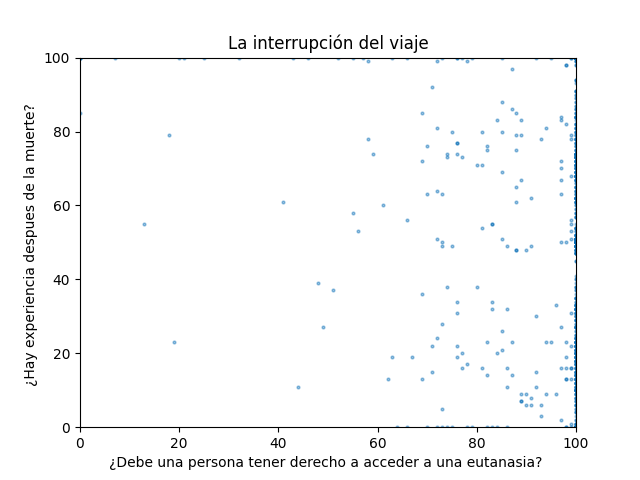 La interrupción del viaje
100
80
60
40
20
0
¿Hay experiencia despues de la muerte?
0 20 40 60 80 100
¿Debe una persona tener derecho a acceder a una eutanasia?